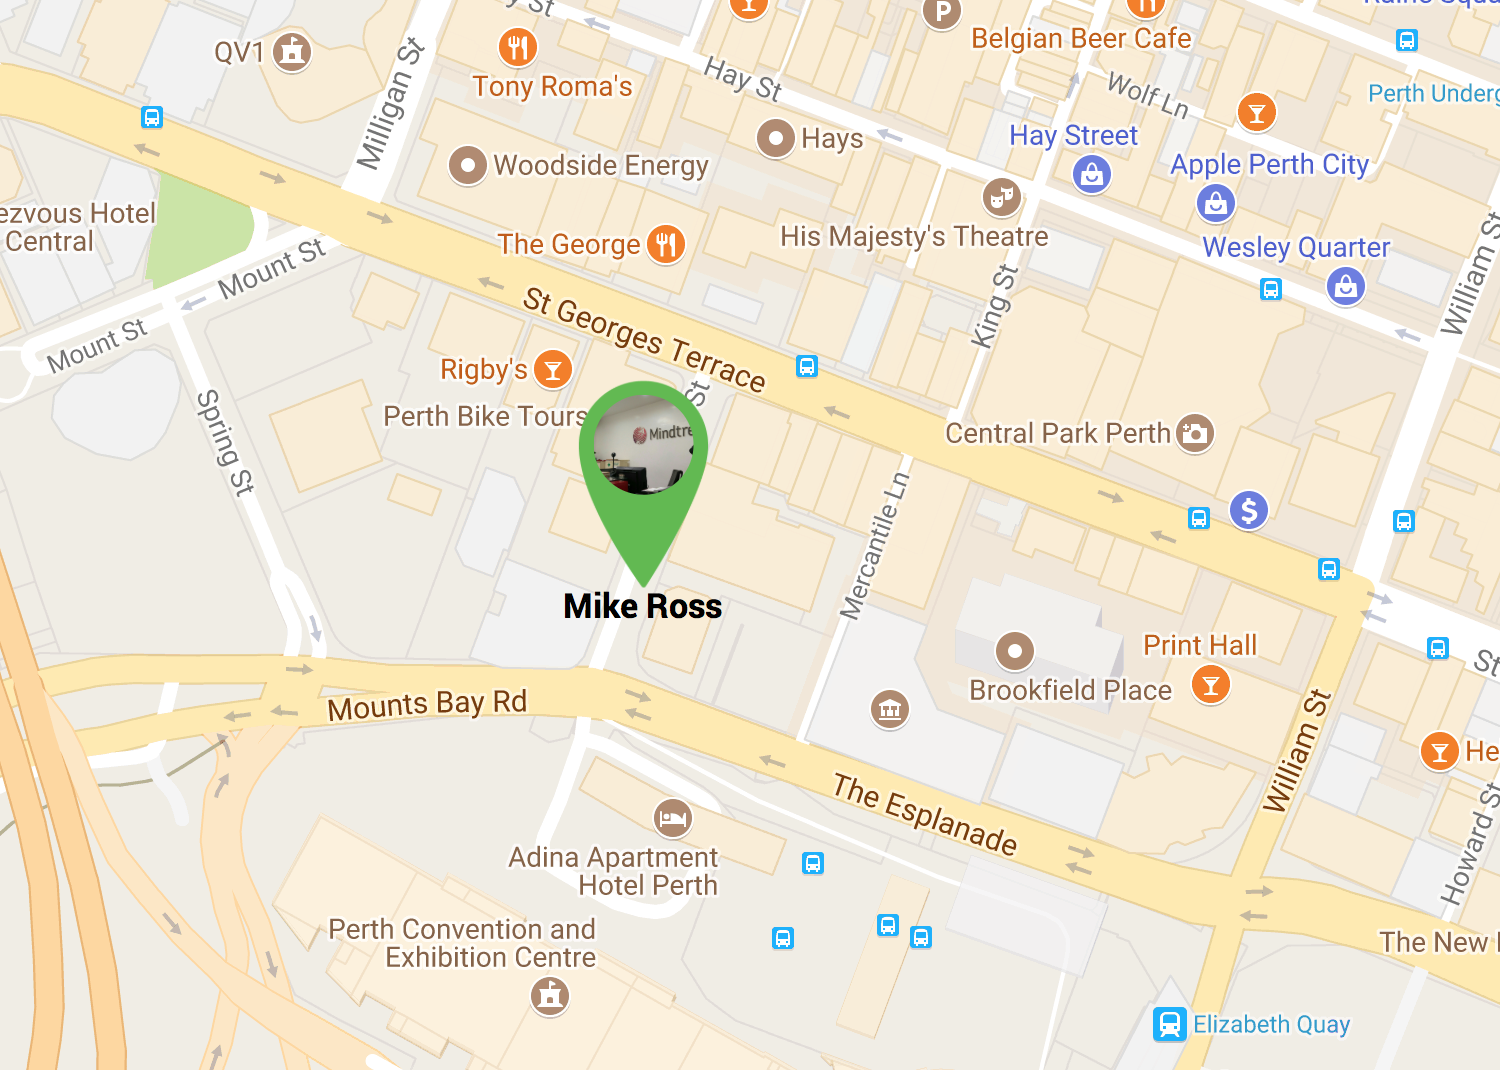 QV1
Milligan St
Tony Roma's
Hay St
Belgian Beer Cafe
P
Wolf Ln
Perth Underg
Hay Street
Apple Perth City
Hays
Woodside Energy
ezvous Hotel
Central
The George
His Majesty's Theatre
Wesley Quarter
William St
Mount St
Mount St
King St
St Georges Terrace
Rigby's
St
Perth Bike Tours
Spring St
Mindtre
Central Park Perth
Mercantile Ln
$
Mike Ross
Print Hall
Brookfield Place
St
Mounts Bay Rd
William St
He
The Esplanade
Howard St
Adina Apartment
Hotel Perth
Perth Convention and
Exhibition Centre
The New
Elizabeth Quay